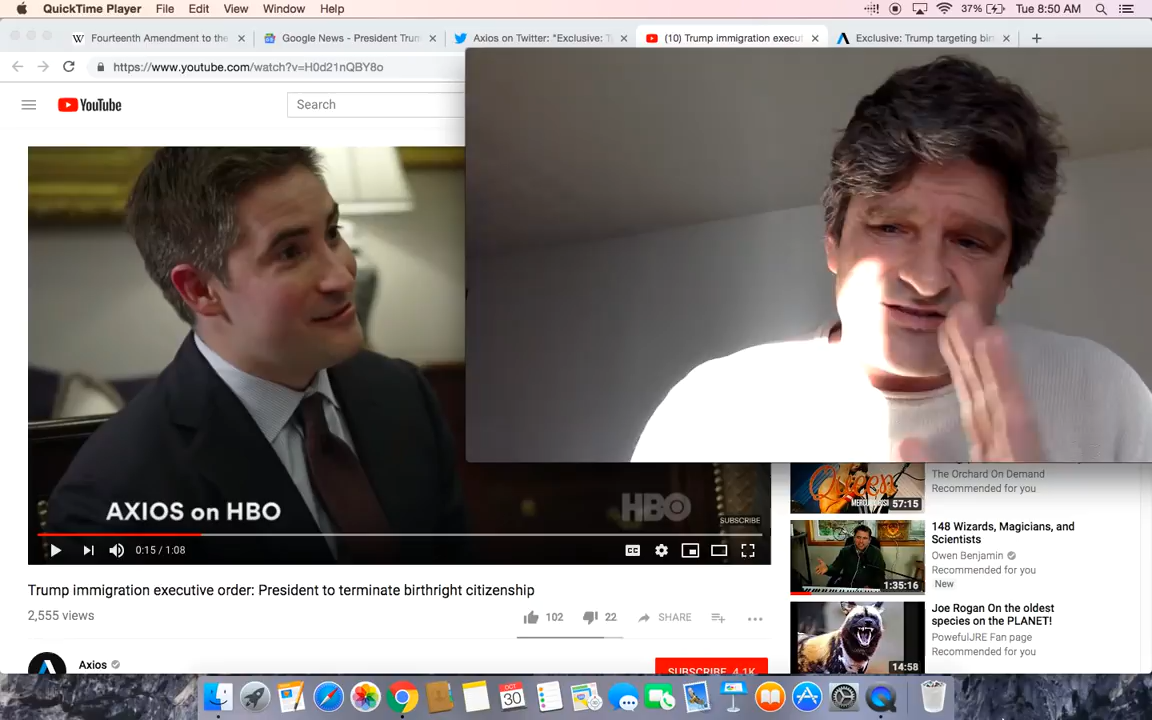 QuickTime Player File Edit View Window Help 37% Tue 8:50 AM
Fourteenth Amendment to the
Google News - President Trum
Axios on Twitter: "Exclusive: T
(10) Trump immigration execut
Exclusive: Trump targeting birt
https://www.youtube.com/watch?v=H0d21nQBY8o
YouTube
Search
AXIOS on HBO
HBO
SUBSCRIBE
0:15 / 1:08
CC
Trump immigration executive order: President to terminate birthright citizenship
2,555 views
102 22 SHARE
Axios
SUBSCRIBE 4.1K
Queen
57:15
The Orchard On Demand
Recommended for you
1:35:16
148 Wizards, Magicians, and
Scientists
Owen Benjamin
Recommended for you
New
14:58
Joe Rogan On the oldest
species on the PLANET!
PowefulJRE Fan page
Recommended for you
OCT
30